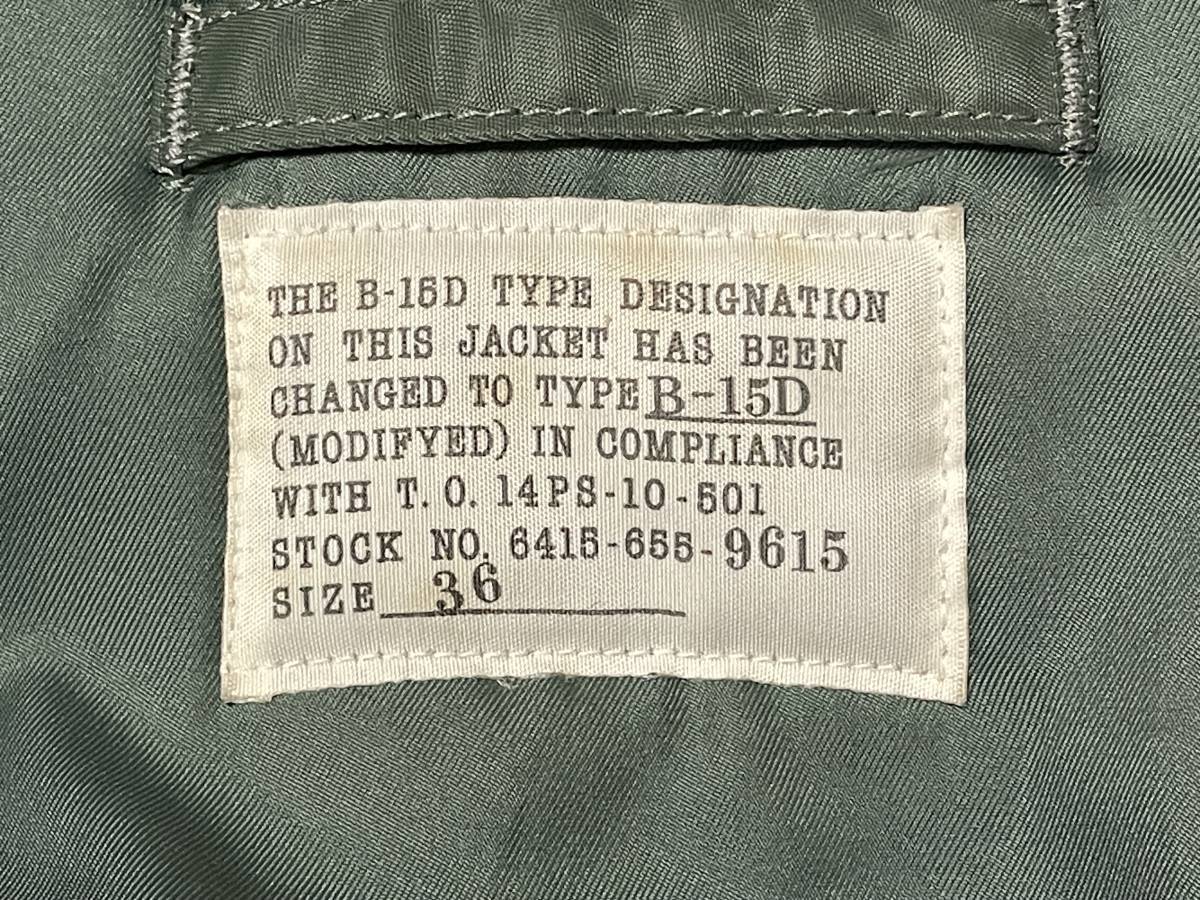 THE B-15D TYPE DESIGNATION
ON THIS JACKET HAS BEEN
CHANGED TO TYPE B-15D
(MODIFYED) IN COMPLIANCE
WITH T.O. 14PS-10-501
STOCK NO. 6415-655-9615
SIZE 36